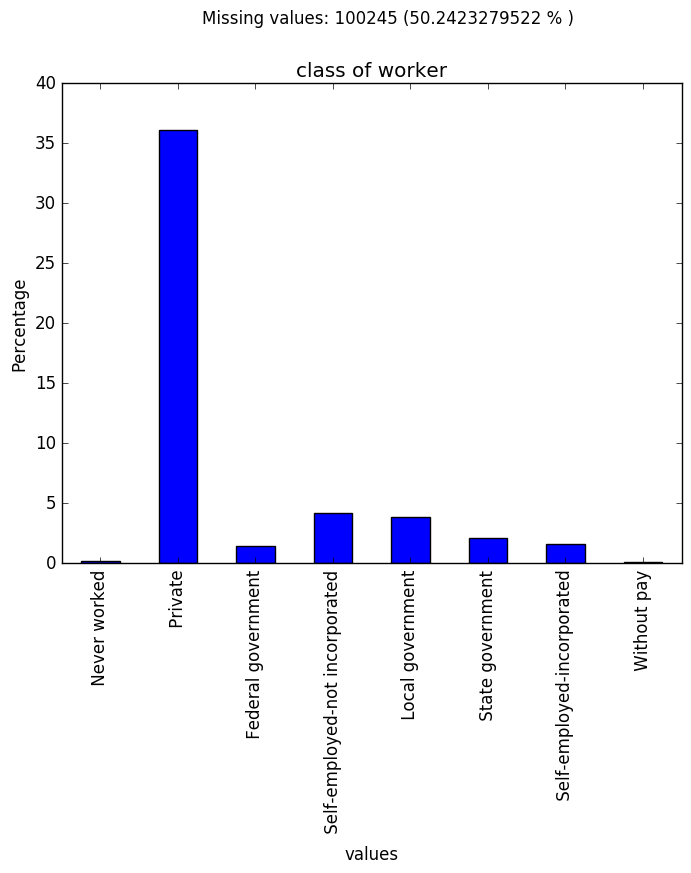 Missing values: 100245 (50.2423279522 % )
class of worker
40
35
30
25
20
15
10
5
0
Percentage
Never worked
Private
Federal government
Self-employed-not incorporated
Local government
State government
Self-employed-incorporated
Without pay
values